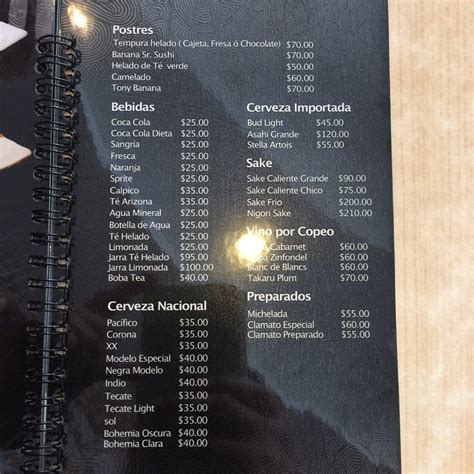 Postres
Tempura helado ( Cajeta, Fresa ó Chocolate) $70.00
Banana Sr. Sushi $70.00
Helado de Té verde $50.00
Camelado $60.00
Tony Banana $70.00
Bebidas
Coca Cola $25.00
Coca Cola Dieta $25.00
Sangria $25.00
Fresca $25.00
Naranja $25.00
Sprite $25.00
Calpico $35.00
Té Arizona $35.00
Agua Mineral $25.00
Botella de Agua $25.00
Té Helado $30.00
Limonada $25.00
Jarra Té Helado $95.00
Jarra Limonada $100.00
Boba Tea $40.00
Cerveza Nacional
Pacífico $35.00
Corona $35.00
XX $35.00
Modelo Especial $40.00
Negra Modelo $40.00
Indio $40.00
Tecate $35.00
Tecate Light $35.00
sol $35.00
Bohemia Oscura $40.00
Bohemia Clara $40.00
Cerveza Importada
Bud Light $45.00
Asahi Grande $120.00
Stella Artois $55.00
Sake
Sake Caliente Grande $90.00
Sake Caliente Chico $75.00
Sake Frio $200.00
Nigori Sake $210.00
Vino por Copeo
Cabarnet $60.00
Zinfondel $60.00
Blanc de Blancs $60.00
Takaru Plum $70.00
Preparados
Michelada $55.00
Clamato Especial $60.00
Clamato Preparado $55.00